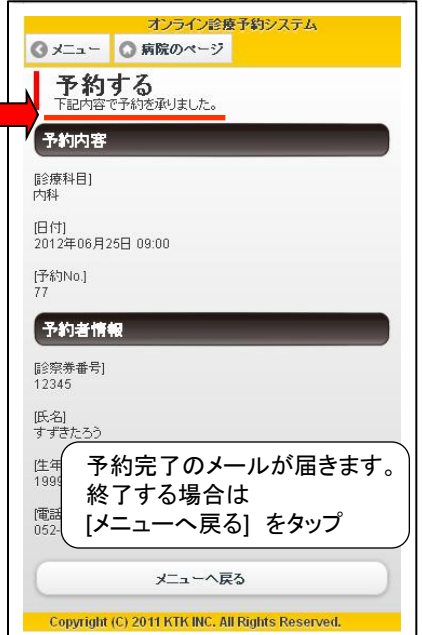 オンライン診療予約システム
メニュー 病院のページ
予約する
下記内容で予約を承りました。
予約内容
[診療科目]
内科
[日付]
2012年06月25日 09:00
[予約No.]
77
予約者情報
[診察券番号]
12345
[氏名]
すずきたろう
[生年
1999
[電話
052-
予約完了のメールが届きます。
終了する場合は
[メニューへ戻る] をタップ
メニューへ戻る
Copyright (C) 2011 KTK INC. All Rights Reserved.